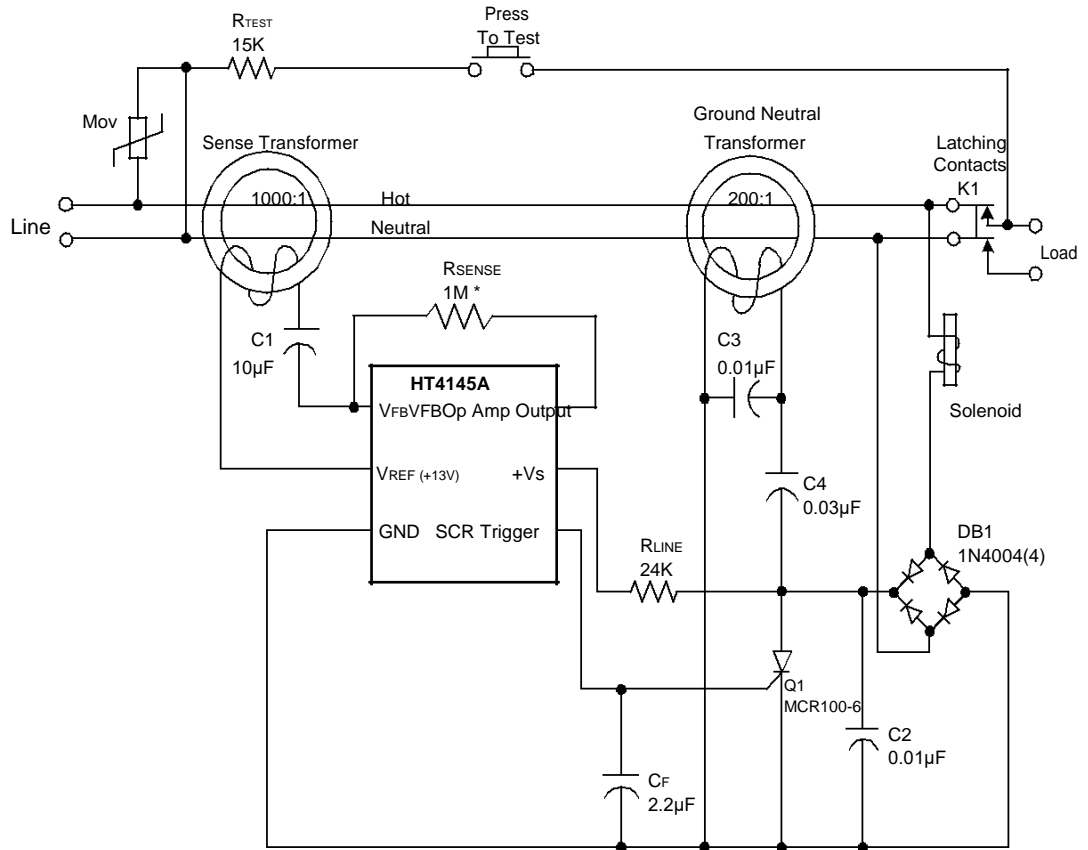 Press
To Test
RTEST
15K
Mov
Sense Transformer
Ground Neutral
Transformer
Latching
Contacts
K1
1000:1
Hot
200:1
Line
Neutral
Load
RSENSE
1M *
C1
10µF
C3
0.01µF
HT4145A
VFBVFBOp Amp Output
Solenoid
VREF (+13V)
+Vs
C4
0.03µF
GND
SCR Trigger
RLINE
24K
DB1
1N4004(4)
Q1
MCR100-6
C2
0.01µF
CF
2.2µF